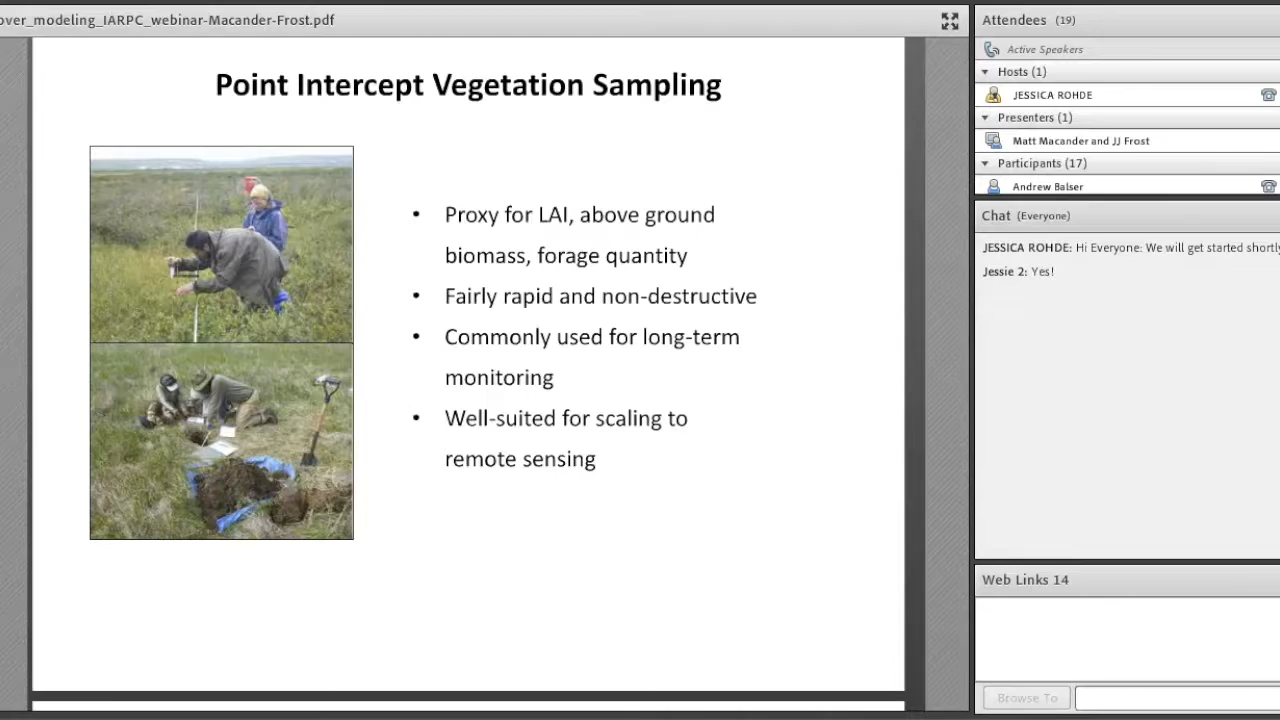 over_modeling_IARPC_webinar-Macander-Frost.pdf
Point Intercept Vegetation Sampling
• Proxy for LAI, above ground
biomass, forage quantity
• Fairly rapid and non-destructive
• Commonly used for long-term
monitoring
• Well-suited for scaling to
remote sensing
Attendees (19)
Active Speakers
Hosts (1)
JESSICA ROHDE
Presenters (1)
Matt Macander and JJ Frost
Participants (17)
Andrew Balser
Chat (Everyone)
JESSICA ROHDE: Hi Everyone: We will get started shortly
Jessie 2: Yes!
Web Links 14
Browse To